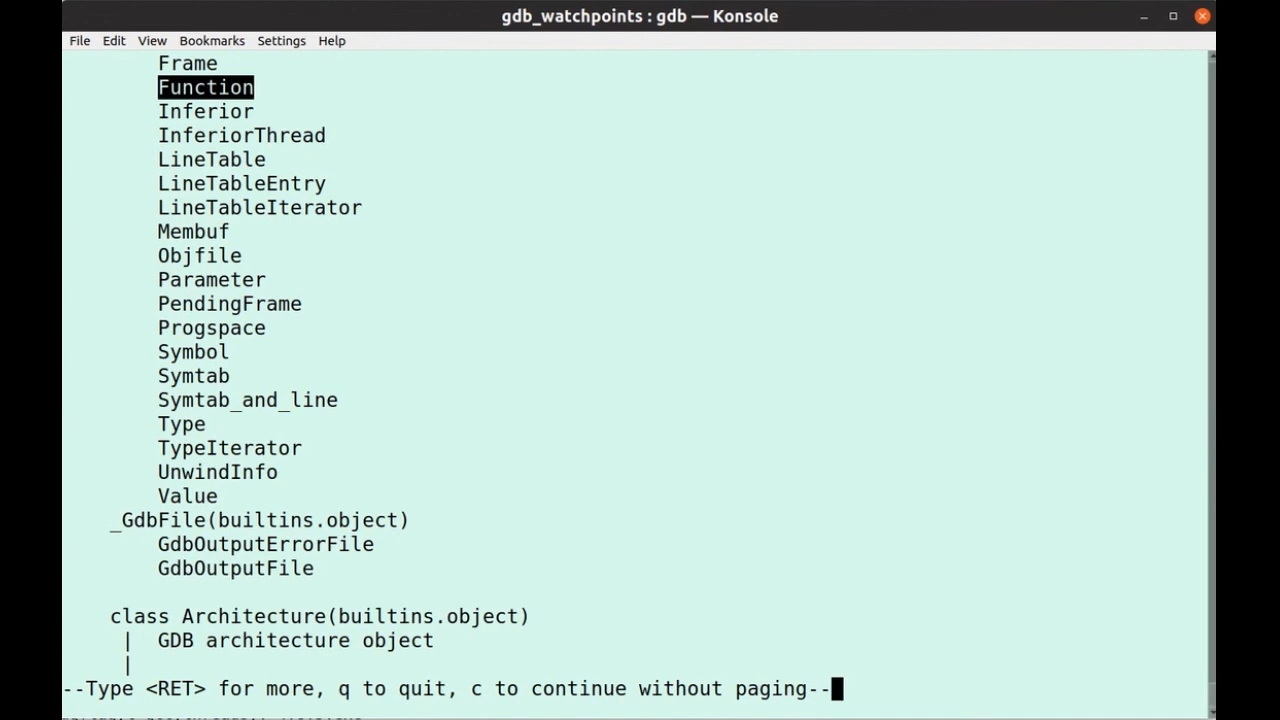 gdb_watchpoints : gdb — Konsole
File Edit View Bookmarks Settings Help
Frame
Function
Inferior
InferiorThread
LineTable
LineTableEntry
LineTableIterator
Membuf
Objfile
Parameter
PendingFrame
Progspace
Symbol
Symtab
Symtab_and_line
Type
TypeIterator
UnwindInfo
Value
_GdbFile(builtins.object)
GdbOutputErrorFile
GdbOutputFile
class Architecture(builtins.object)
| GDB architecture object
|
--Type <RET> for more, q to quit, c to continue without paging--